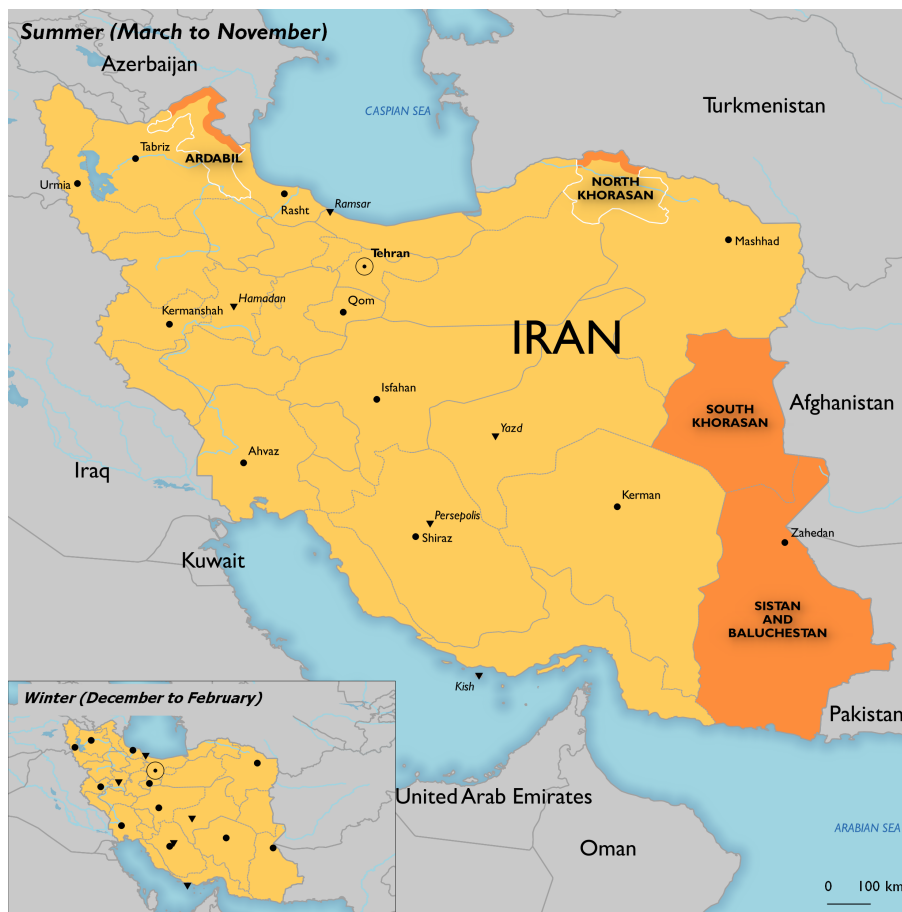 Summer (March to November)
Azerbaijan
CASPIAN SEA
Turkmenistan
Tabriz
ARDABIL
Urmia
Rasht
Ramsar
NORTH
KHORASAN
Mashhad
Tehran
Hamadan
Qom
Kermanshah
IRAN
Isfahan
Afghanistan
SOUTH
KHORASAN
Yazd
Ahvaz
Iraq
Kerman
Persepolis
Shiraz
Zahedan
Kuwait
SISTAN
AND
BALUCHESTAN
Kish
Winter (December to February)
Pakistan
United Arab Emirates
ARABIAN SEA
Oman
0 100 km